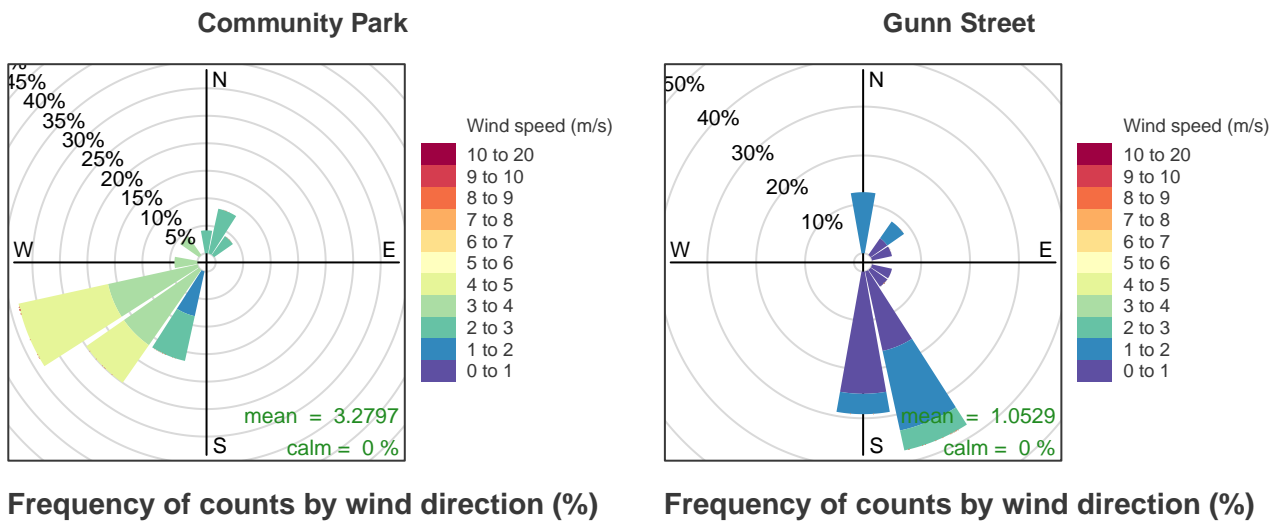 Community Park
N
W
E
S
45%
40%
35%
30%
25%
20%
15%
10%
5%
mean = 3.2797
calm = 0 %
Wind speed (m/s)
10 to 20
9 to 10
8 to 9
7 to 8
6 to 7
5 to 6
4 to 5
3 to 4
2 to 3
1 to 2
0 to 1
Frequency of counts by wind direction (%)
Gunn Street
N
W
E
S
50%
40%
30%
20%
10%
mean = 1.0529
calm = 0 %
Wind speed (m/s)
10 to 20
9 to 10
8 to 9
7 to 8
6 to 7
5 to 6
4 to 5
3 to 4
2 to 3
1 to 2
0 to 1
Frequency of counts by wind direction (%)